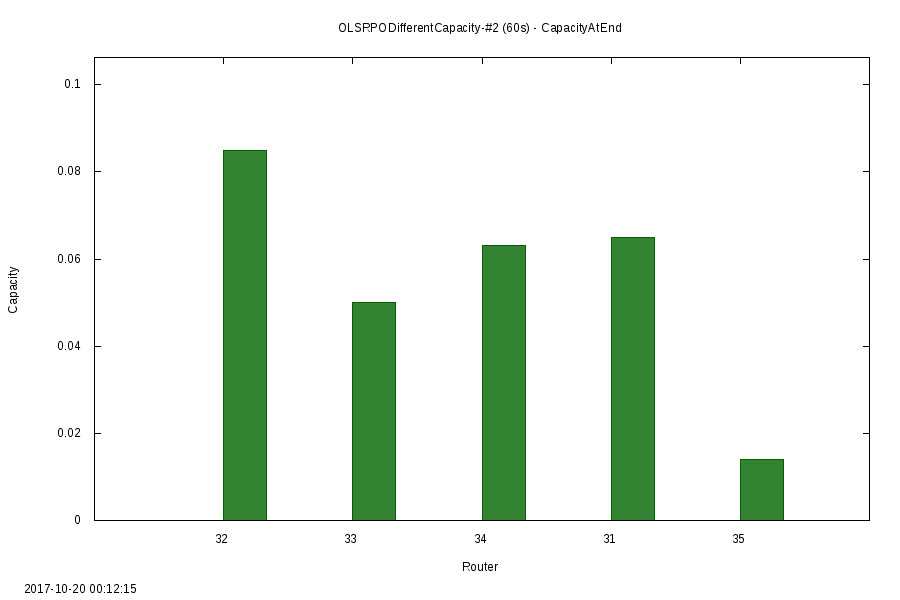 OLSRPODifferentCapacity-#2 (60s) - CapacityAtEnd
0.1
0.08
0.06
0.04
0.02
0
Capacity
32 33 34 31 35
Router
2017-10-20 00:12:15